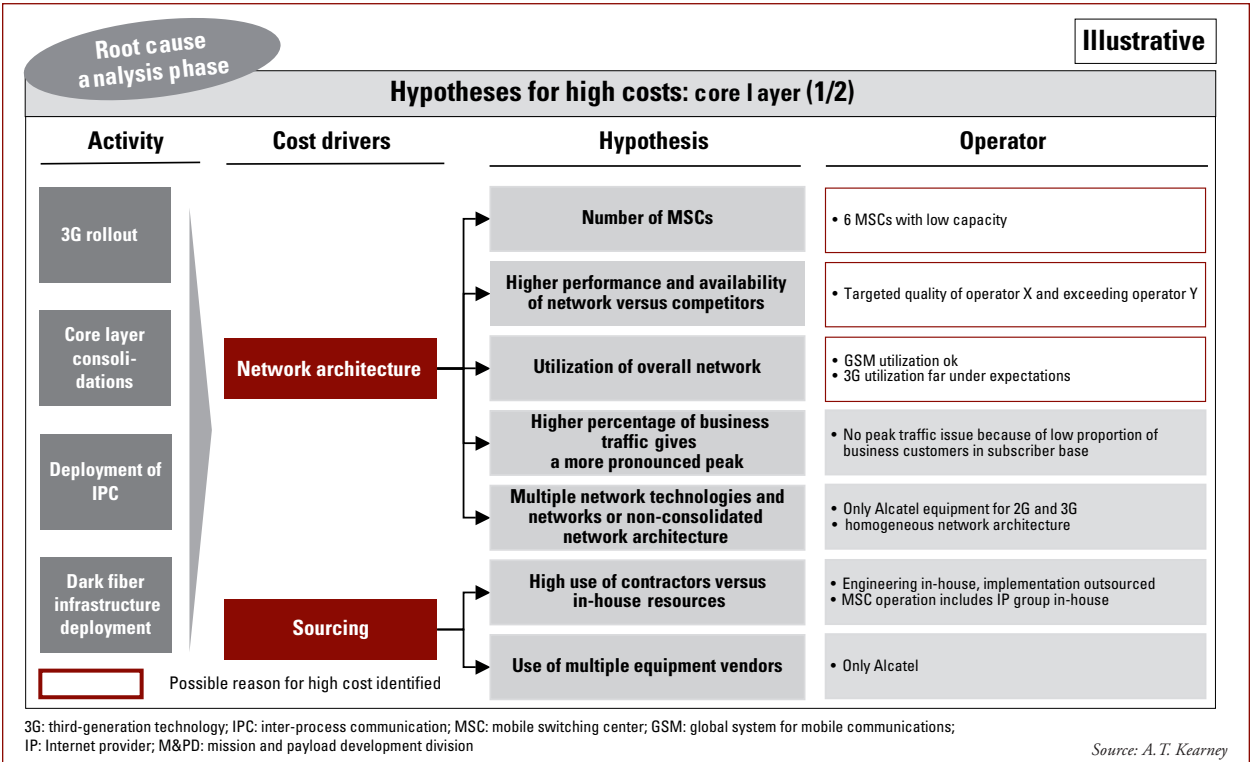 Root cause
analysis phase
Illustrative
Hypotheses for high costs: core layer (1/2)
Activity
Cost drivers
Hypothesis
Operator
3G rollout
Core layer
consoli-
dations
Deployment of
IPC
Dark fiber
infrastructure
deployment
Network architecture
Sourcing
Number of MSCs
• 6 MSCs with low capacity
Higher performance and availability
of network versus competitors
• Targeted quality of operator X and exceeding operator Y
Utilization of overall network
• GSM utilization ok
• 3G utilization far under expectations
Higher percentage of business
traffic gives
a more pronounced peak
• No peak traffic issue because of low proportion of
business customers in subscriber base
Multiple network technologies and
networks or non-consolidated
network architecture
• Only Alcatel equipment for 2G and 3G
• homogeneous network architecture
High use of contractors versus
in-house resources
• Engineering in-house, implementation outsourced
• MSC operation includes IP group in-house
Use of multiple equipment vendors
• Only Alcatel
Possible reason for high cost identified
3G: third-generation technology; IPC: inter-process communication; MSC: mobile switching center; GSM: global system for mobile communications;
IP: Internet provider; M&PD: mission and payload development division
Source: A.T. Kearney